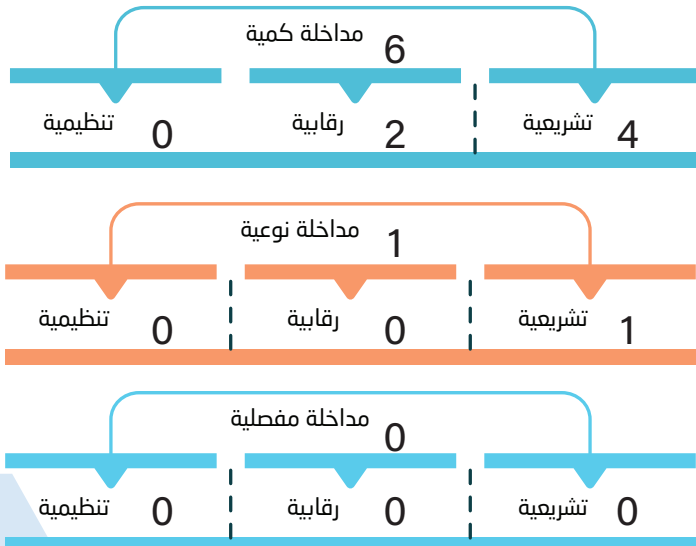 6 مداخلة كمية
4 تشريعية
2 رقابية
0 تنظيمية
1 مداخلة نوعية
1 تشريعية
0 رقابية
0 تنظيمية
0 مداخلة مفصلية
0 تشريعية
0 رقابية
0 تنظيمية